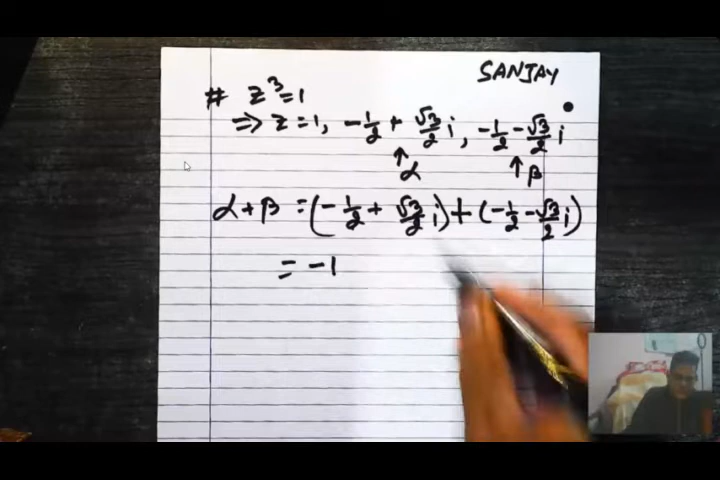 SANJAY
# z³=1
⇒ z=1, -1/2 + √3/2 i, -1/2 - √3/2 i
↑α ↑β
α+β = (-1/2 + √3/2 i) + (-1/2 - √3/2 i)
= -1